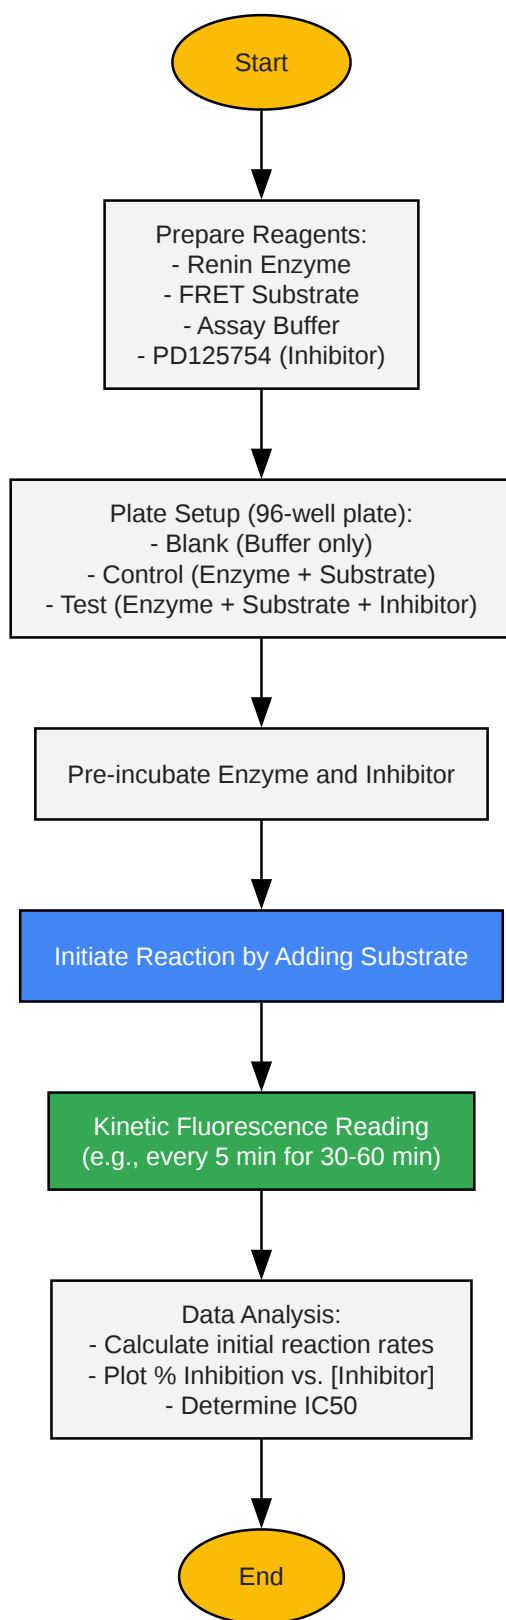 Start
Prepare Reagents:
- Renin Enzyme
- FRET Substrate
- Assay Buffer
- PD125754 (Inhibitor)
Plate Setup (96-well plate):
- Blank (Buffer only)
- Control (Enzyme + Substrate)
- Test (Enzyme + Substrate + Inhibitor)
Pre-incubate Enzyme and Inhibitor
Initiate Reaction by Adding Substrate
Kinetic Fluorescence Reading
(e.g., every 5 min for 30-60 min)
Data Analysis:
- Calculate initial reaction rates
- Plot % Inhibition vs. [Inhibitor]
- Determine IC50
End